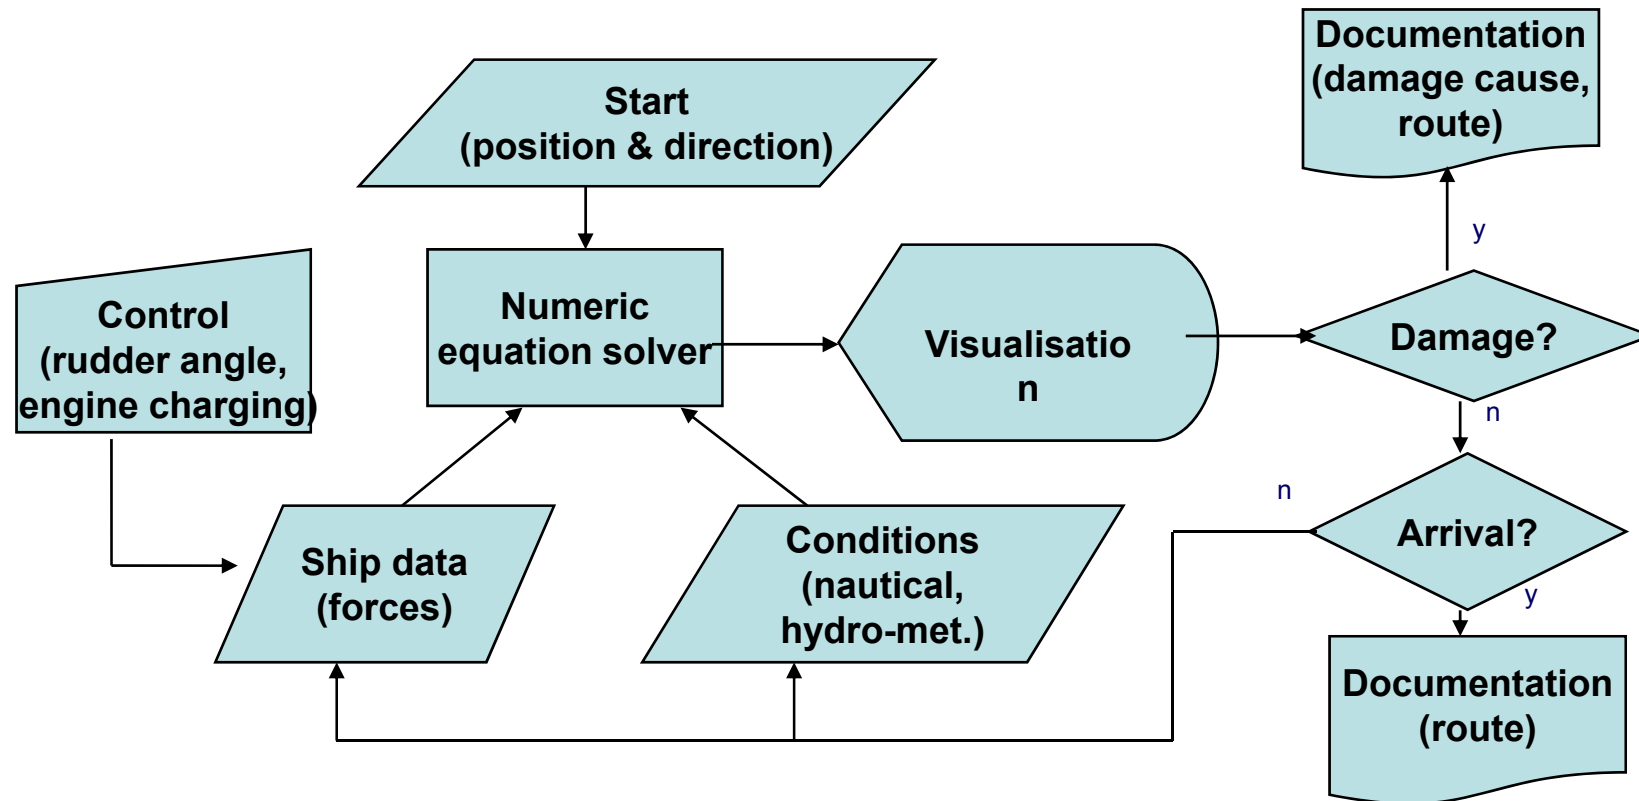 Start
(position & direction)
Documentation
(damage cause,
route)
y
Control
(rudder angle,
engine charging)
Numeric
equation solver
Visualisatio
n
Damage?
n
n
Arrival?
y
Ship data
(forces)
Conditions
(nautical,
hydro-met.)
Documentation
(route)